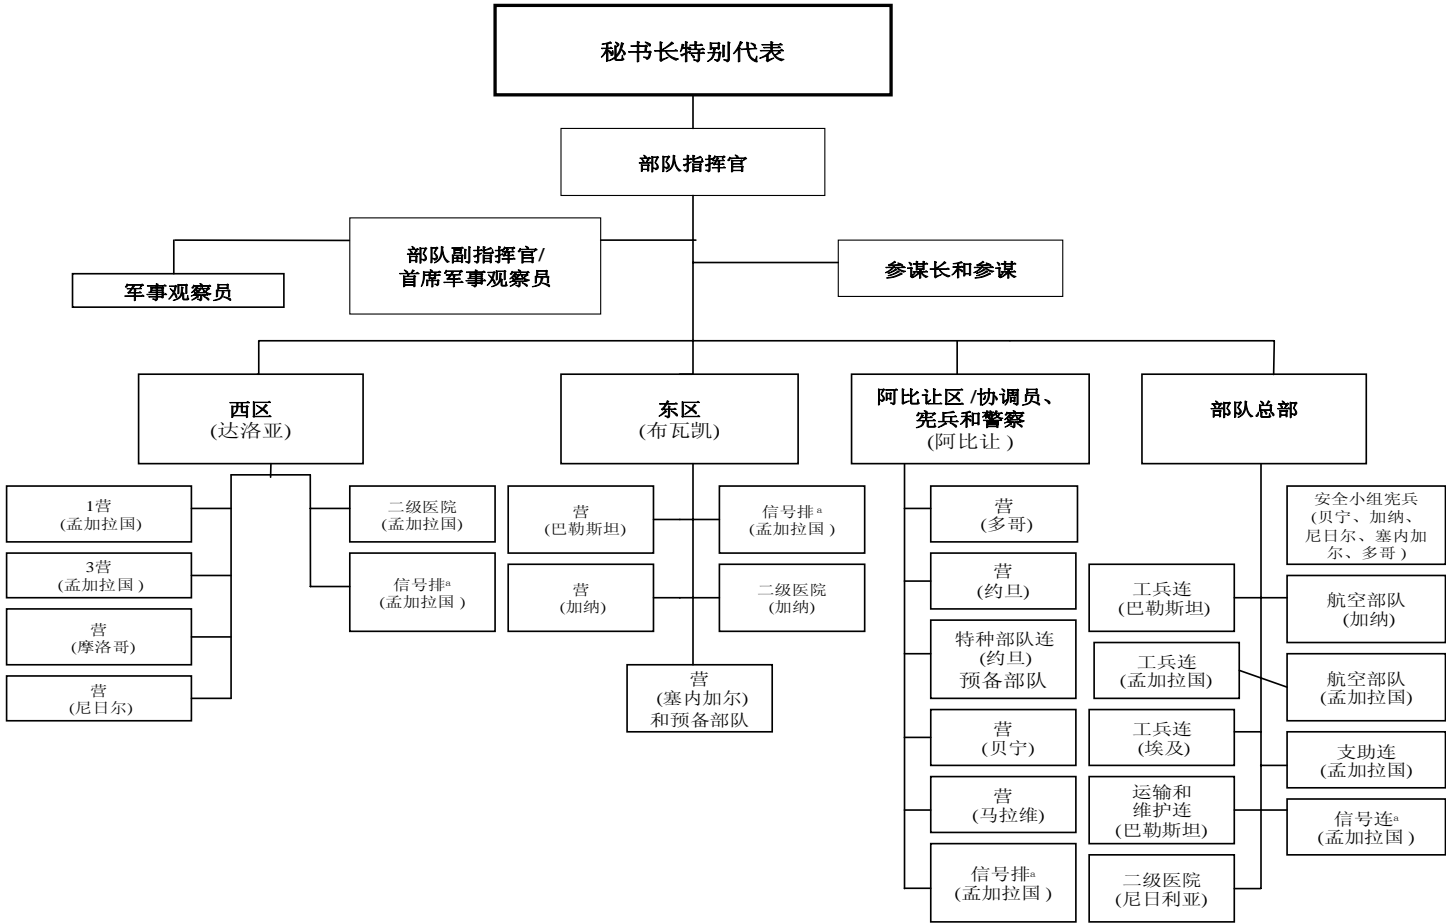 秘书长特别代表
部队指挥官
部队副指挥官/
首席军事观察员
军事观察员
参谋长和参谋
西区
(达洛亚)
东区
(布瓦凯)
阿比让区 /协调员、
宪兵和警察
(阿比让 )
部队总部
1营
(孟加拉国)
3营
(孟加拉国 )
营
(摩洛哥)
营
(尼日尔)
二级医院
(孟加拉国)
信号排a
(孟加拉国 )
营
(巴勒斯坦)
营
(加纳)
信号排a
(孟加拉国 )
二级医院
(加纳)
营
(塞内加尔)
和预备部队
营
(多哥)
营
(约旦)
特种部队连
(约旦)
预备部队
营
(贝宁)
营
(马拉维)
信号排a
(孟加拉国 )
工兵连
(巴勒斯坦)
工兵连
(孟加拉国)
工兵连
(埃及)
运输和
维护连
(巴勒斯坦)
二级医院
(尼日利亚)
安全小组宪兵
(贝宁、加纳、
尼日尔、塞内加
尔、多哥 )
航空部队
(加纳)
航空部队
(孟加拉国)
支助连
(孟加拉国)
信号连a
(孟加拉国 )